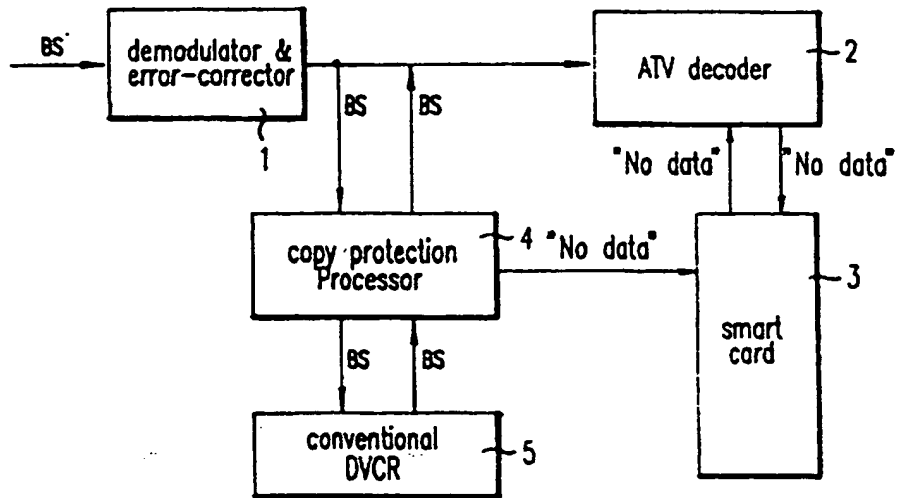 BS
demodulator &
error-corrector
1
ATV decoder
2
BS
BS
"No data"
"No data"
copy protection
Processor
4
"No data"
smart
card
3
BS
BS
conventional
DVCR
5